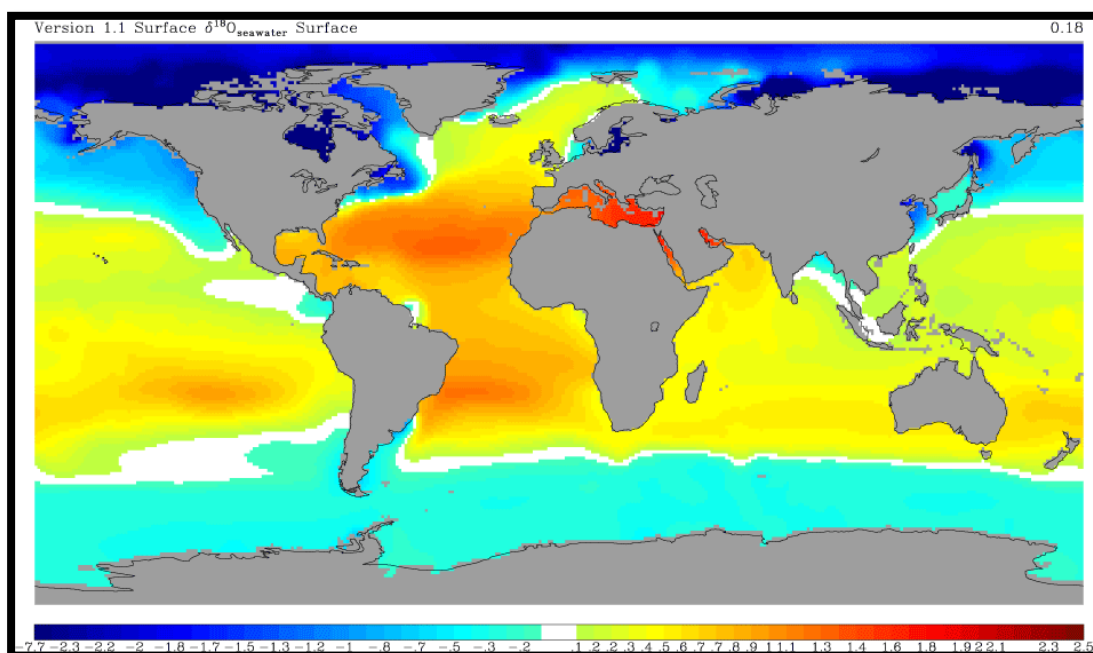 Version 1.1 Surface δ18Oseawater Surface 0.18
-7.7 -2.3 -2.2 -2 -1.8 -1.7 -1.5 -1.3 -1.2 -1 -.8 -.7 -.5 -.3 -.2 .1 .2 .3 .4 .5 .6 .7 .8 .9 1 1.1 1.3 1.4 1.5 1.6 1.8 1.9 2 2.1 2.3 2.5